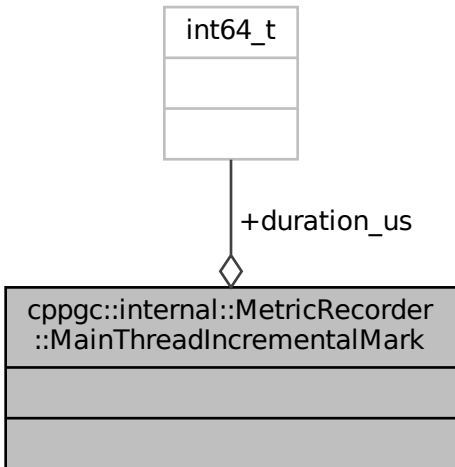 int64_t
+duration_us
cppgc::internal::MetricRecorder
::MainThreadIncrementalMark